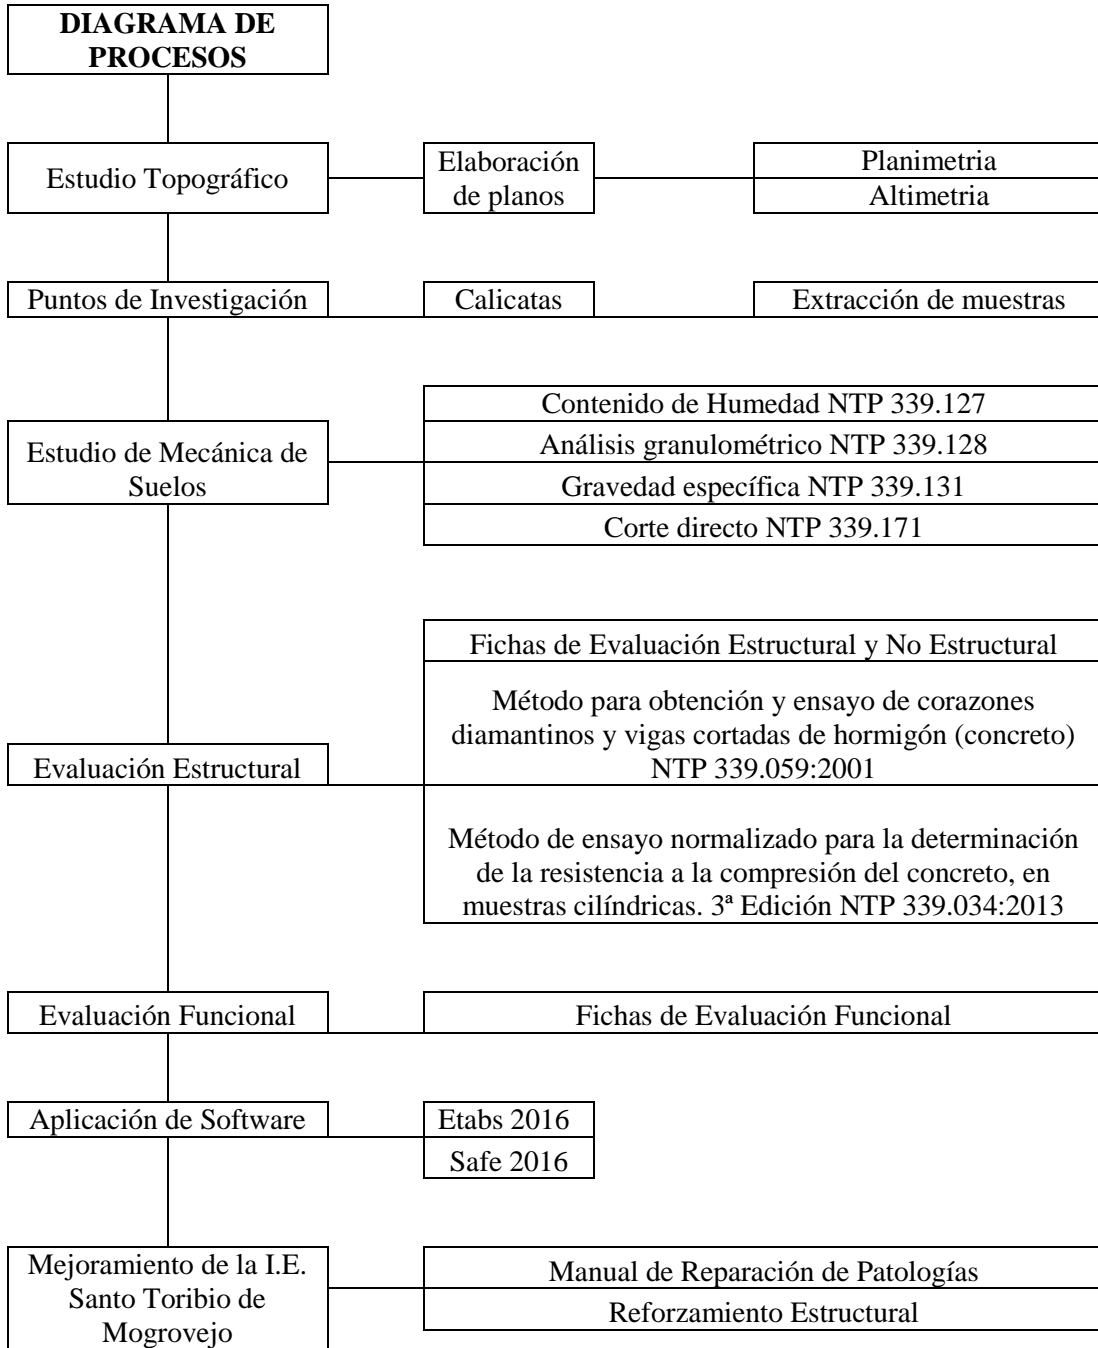 DIAGRAMA DE
PROCESOS
Estudio Topográfico
Elaboración
de planos
Planimetria
Altimetria
Puntos de Investigación
Calicatas
Extracción de muestras
Estudio de Mecánica de
Suelos
Contenido de Humedad NTP 339.127
Análisis granulométrico NTP 339.128
Gravedad específica NTP 339.131
Corte directo NTP 339.171
Evaluación Estructural
Fichas de Evaluación Estructural y No Estructural
Método para obtención y ensayo de corazones
diamantinos y vigas cortadas de hormigón (concreto)
NTP 339.059:2001
Método de ensayo normalizado para la determinación
de la resistencia a la compresión del concreto, en
muestras cilíndricas. 3ª Edición NTP 339.034:2013
Evaluación Funcional
Fichas de Evaluación Funcional
Aplicación de Software
Etabs 2016
Safe 2016
Mejoramiento de la I.E.
Santo Toribio de
Mogrovejo
Manual de Reparación de Patologías
Reforzamiento Estructural